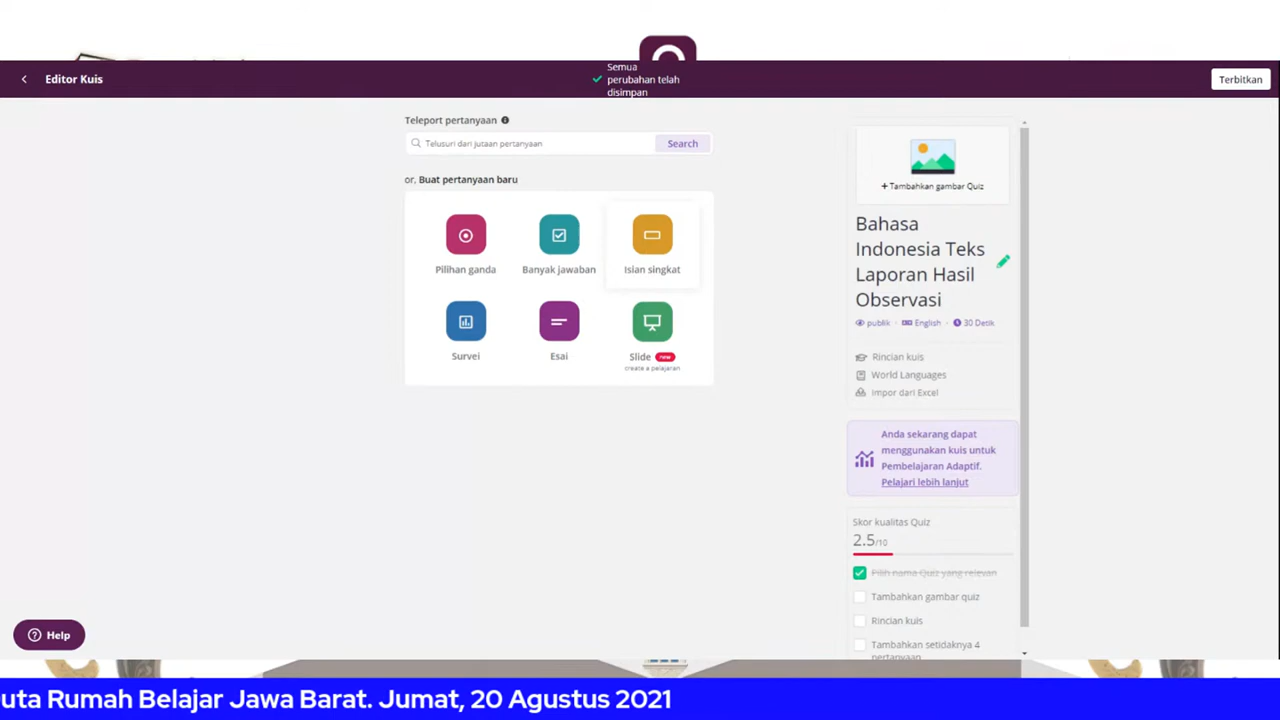 Editor Kuis
Semua
perubahan telah
disimpan
Terbitkan
Teleport pertanyaan
Telusuri dari jutaan pertanyaan
Search
or, Buat pertanyaan baru
Pilihan ganda
Banyak jawaban
Isian singkat
Survei
Esai
Slide new
create a pelajaran
+ Tambahkan gambar Quiz
Bahasa
Indonesia Teks
Laporan Hasil
Observasi
publik · English · 30 Detik
Rincian kuis
World Languages
Impor dari Excel
Anda sekarang dapat
menggunakan kuis untuk
Pembelajaran Adaptif.
Pelajari lebih lanjut
Skor kualitas Quiz
2.5/10
Pilih nama Quiz yang relevan
Tambahkan gambar quiz
Rincian kuis
Tambahkan setidaknya 4
pertanyaan
Help
uta Rumah Belajar Jawa Barat. Jumat, 20 Agustus 2021